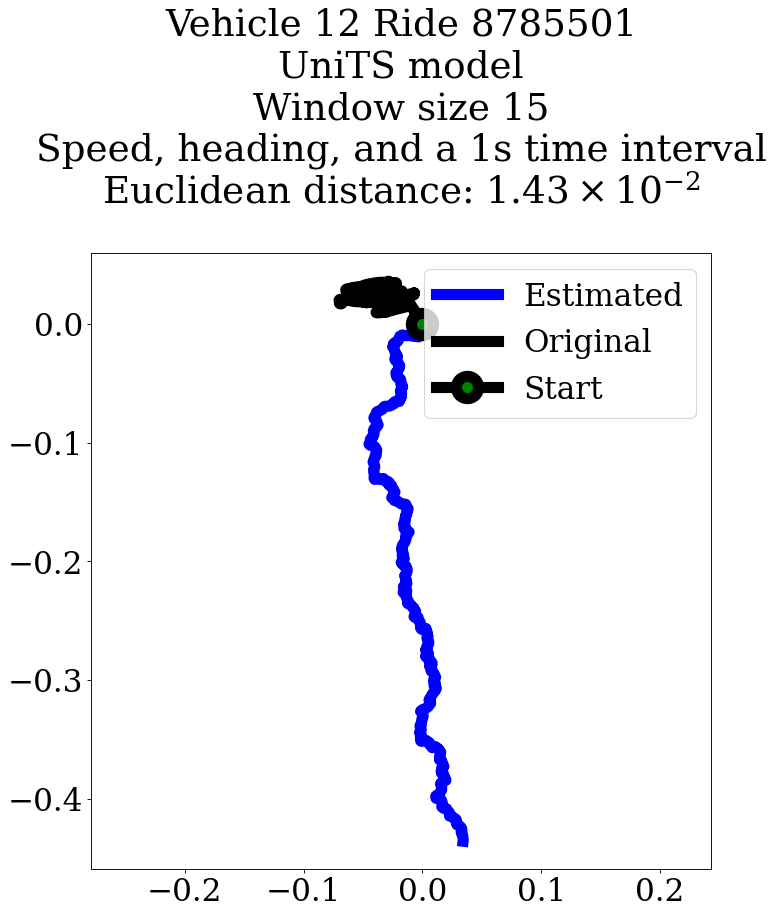 Vehicle 12 Ride 8785501
UniTS model
Window size 15
Speed, heading, and a 1s time interval
Euclidean distance: 1.43 × 10⁻²
Estimated
Original
Start
0.0
−0.1
−0.2
−0.3
−0.4
−0.2
−0.1
0.0
0.1
0.2